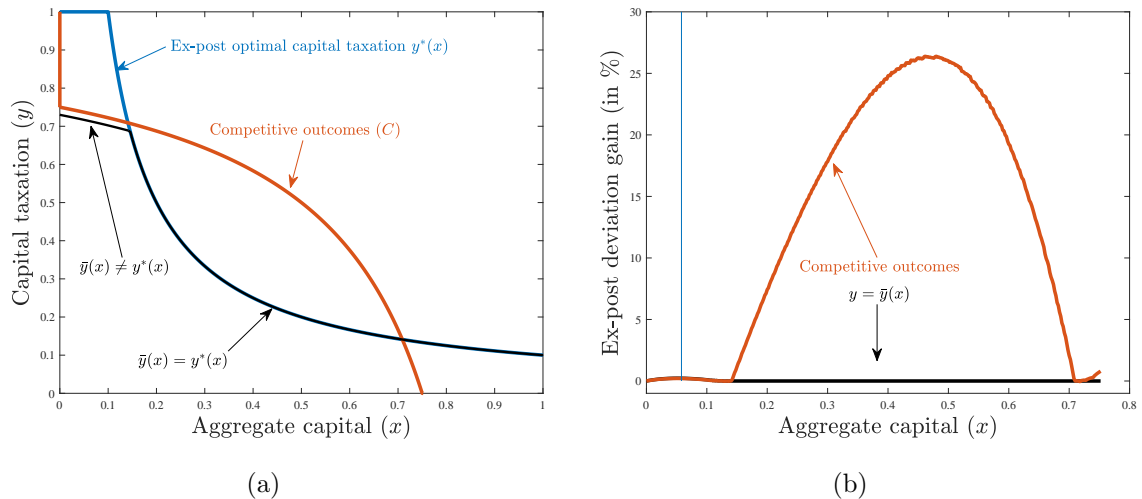 1
0.9
0.8
0.7
0.6
0.5
0.4
0.3
0.2
0.1
0
Capital taxation (y)
Ex-post optimal capital taxation y*(x)
Competitive outcomes (C)
ȳ(x) ≠ y*(x)
ȳ(x) = y*(x)
0 0.1 0.2 0.3 0.4 0.5 0.6 0.7 0.8 0.9 1
Aggregate capital (x)
(a)
30
25
20
15
10
5
0
Ex-post deviation gain (in %)
Competitive outcomes
y = ȳ(x)
0 0.1 0.2 0.3 0.4 0.5 0.6 0.7 0.8
Aggregate capital (x)
(b)